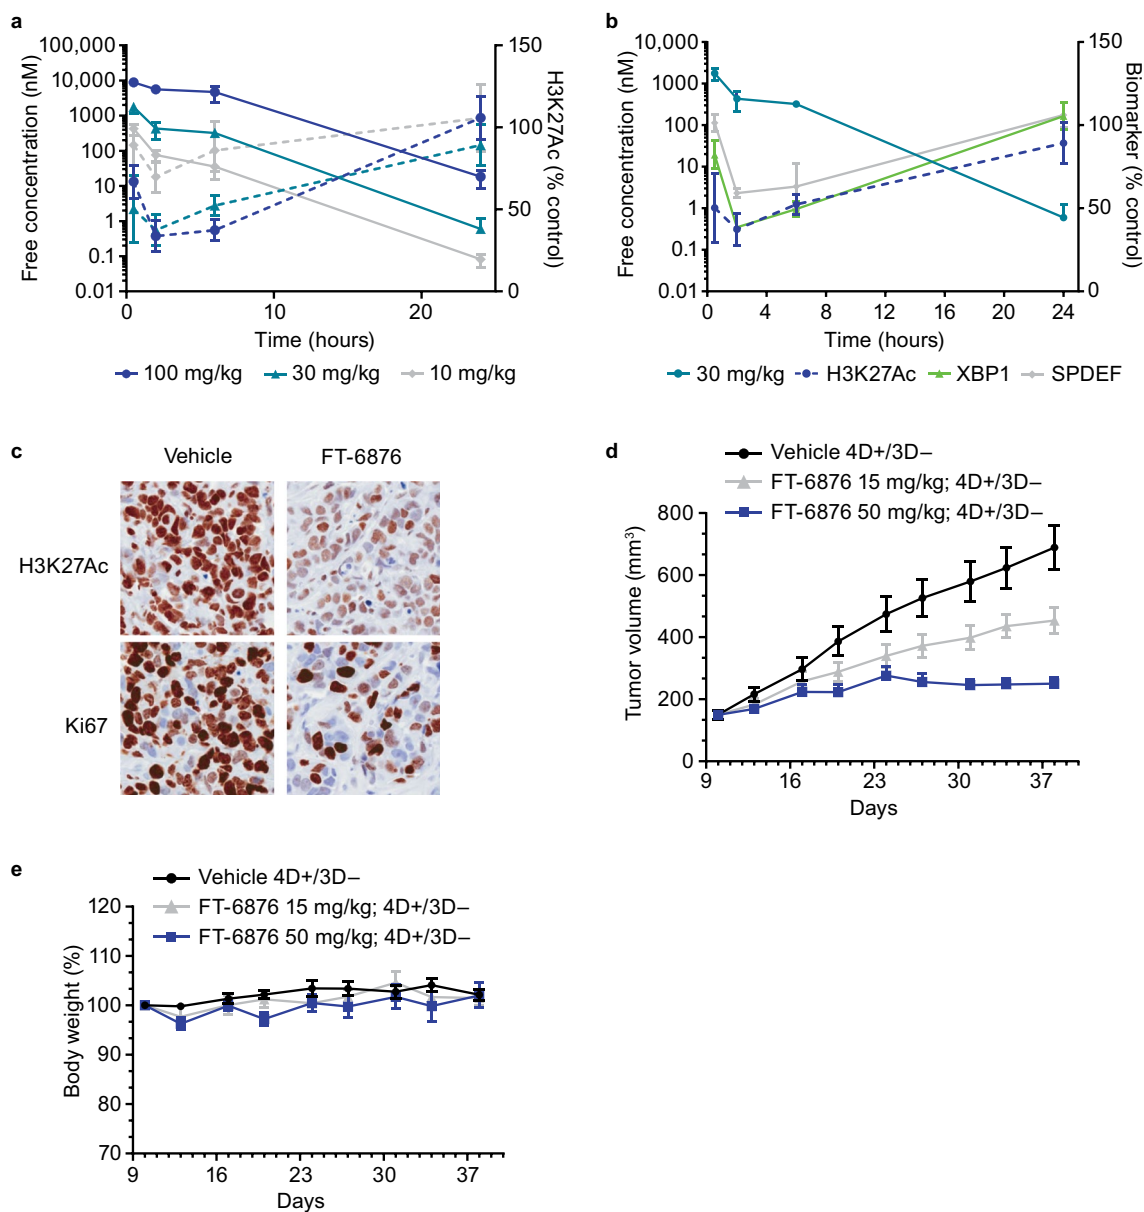 a
100,000
10,000
1000
100
10
1
0.1
0.01
Free concentration (nM)
150
100
50
0
H3K27Ac (% control)
0 10 20
Time (hours)
100 mg/kg 30 mg/kg 10 mg/kg
b
10,000
1000
100
10
1
0.1
0.01
Free concentration (nM)
150
100
50
0
Biomarker (% control)
0 4 8 12 16 20 24
Time (hours)
30 mg/kg H3K27Ac XBP1 SPDEF
c
Vehicle FT-6876
H3K27Ac
Ki67
d
Vehicle 4D+/3D–
FT-6876 15 mg/kg; 4D+/3D–
FT-6876 50 mg/kg; 4D+/3D–
800
600
400
200
0
Tumor volume (mm³)
9 16 23 30 37
Days
e
Vehicle 4D+/3D–
FT-6876 15 mg/kg; 4D+/3D–
FT-6876 50 mg/kg; 4D+/3D–
120
110
100
90
80
70
Body weight (%)
9 16 23 30 37
Days